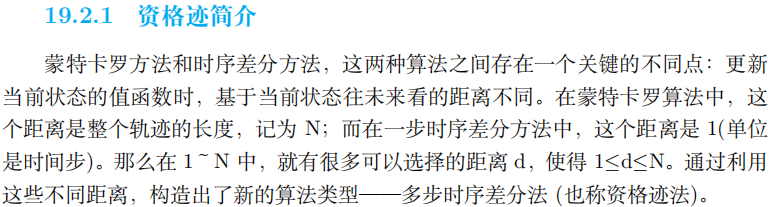 19.2.1 资格迹简介
蒙特卡罗方法和时序差分方法，这两种算法之间存在一个关键的不同点：更新
当前状态的值函数时，基于当前状态往未来看的距离不同。在蒙特卡罗算法中，这
个距离是整个轨迹的长度，记为 N；而在一步时序差分方法中，这个距离是 1(单位
是时间步)。那么在 1 ~ N 中，就有很多可以选择的距离 d，使得 1≤d≤N。通过利用
这些不同距离，构造出了新的算法类型——多步时序差分法 (也称资格迹法)。